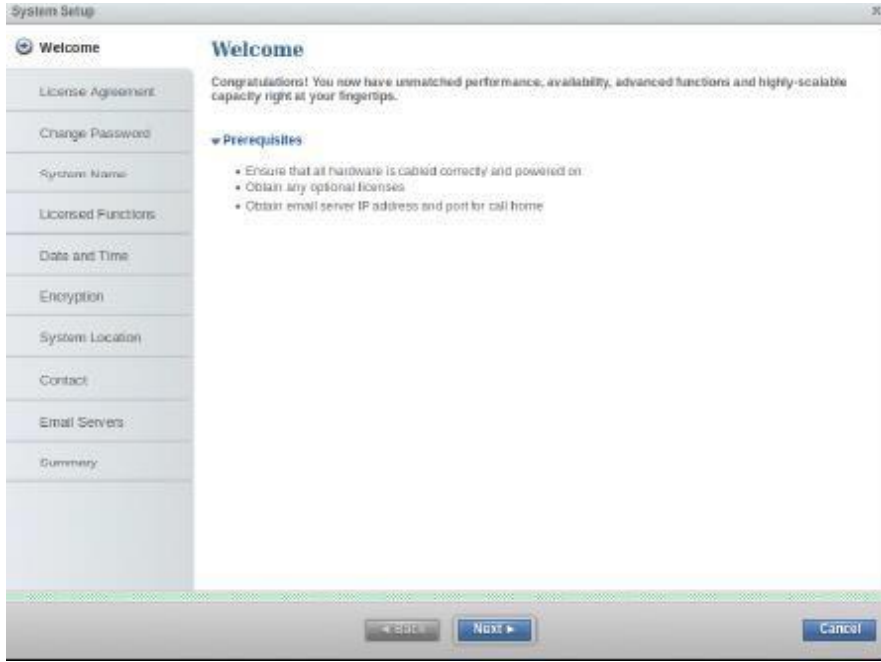 System Setup
Welcome
License Agreement
Change Password
System Name
Licensed Functions
Date and Time
Encryption
System Location
Contact
Email Servers
Summary
Welcome
Congratulations! You now have unmatched performance, availability, advanced functions and highly-scalable
capacity right at your fingertips.
Prerequisites
• Ensure that all hardware is cabled correctly and powered on
• Obtain any optional licenses
• Obtain email server IP address and port for call home
Back
Next
Cancel